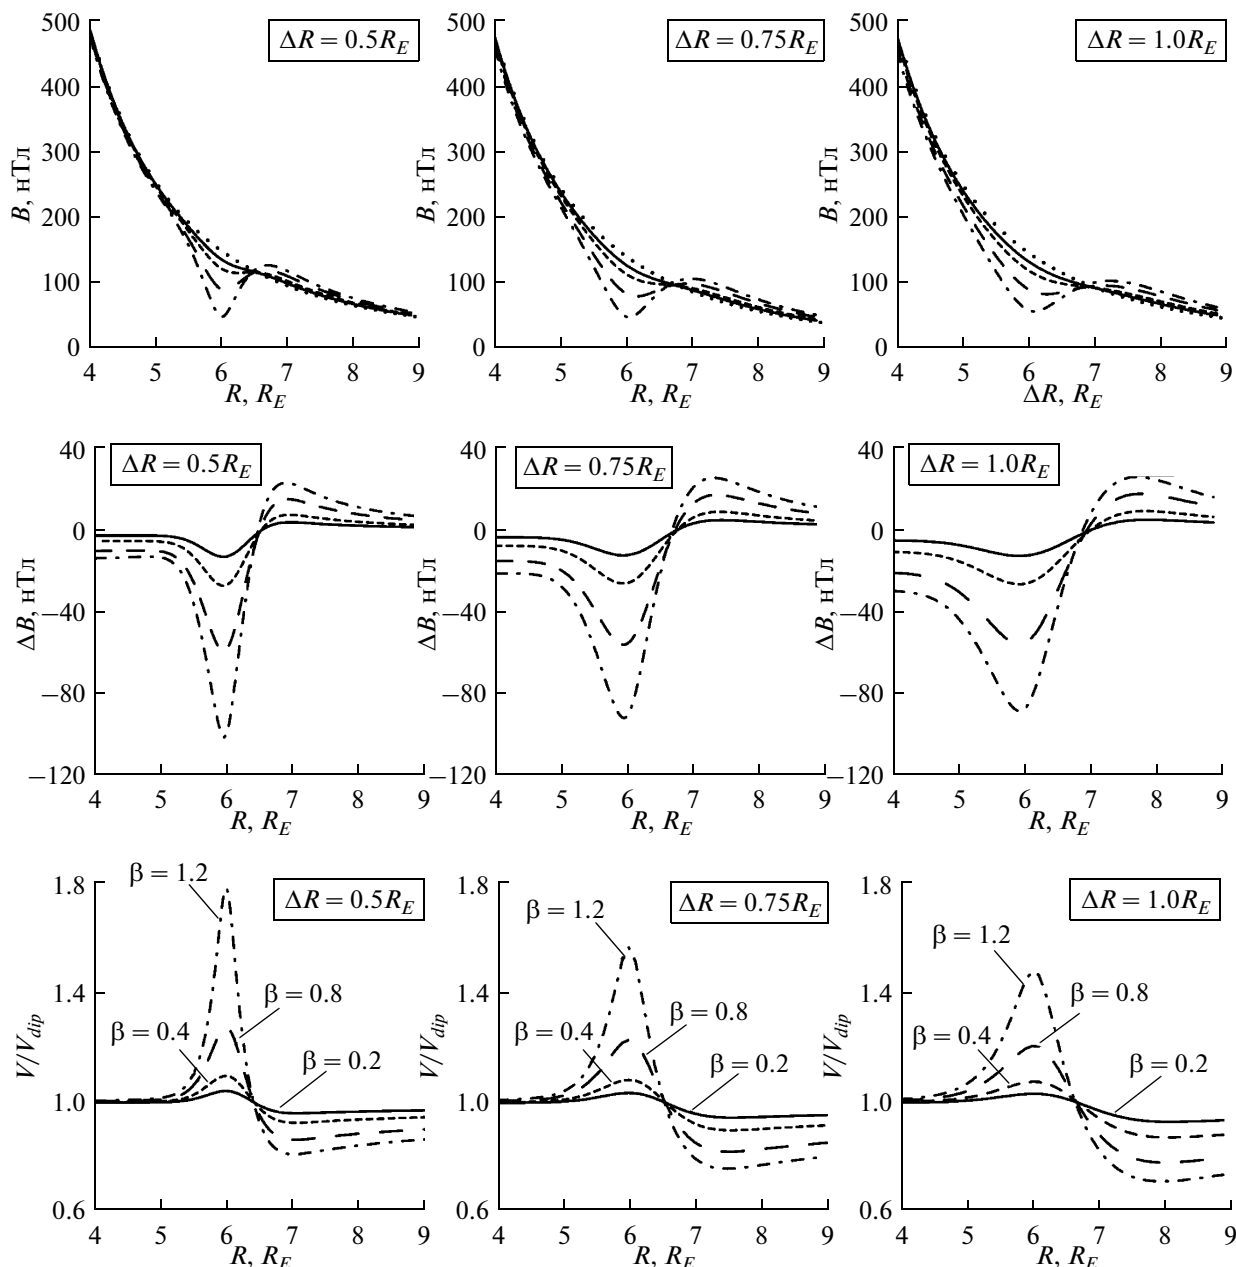 500
400
300
200
100
0
B, нТл
ΔR = 0.5R_E
4 5 6 7 8 9
R, R_E
B, нТл
ΔR = 0.75R_E
500
400
300
200
100
0
4 5 6 7 8 9
R, R_E
B, нТл
ΔR = 1.0R_E
500
400
300
200
100
0
4 5 6 7 8 9
ΔR, R_E
40
0
−40
−80
−120
ΔB, нТл
ΔR = 0.5R_E
4 5 6 7 8 9
R, R_E
40
0
−40
−80
−120
ΔB, нТл
ΔR = 0.75R_E
4 5 6 7 8 9
R, R_E
40
0
−40
−80
−120
ΔB, нТл
ΔR = 1.0R_E
4 5 6 7 8 9
R, R_E
1.8
1.4
1.0
0.6
V/V_dip
ΔR = 0.5R_E
β = 1.2
β = 0.8
β = 0.4
β = 0.2
4 5 6 7 8 9
R, R_E
1.8
1.4
1.0
0.6
V/V_dip
ΔR = 0.75R_E
β = 1.2
β = 0.8
β = 0.4
β = 0.2
4 5 6 7 8 9
R, R_E
1.8
1.4
1.0
0.6
V/V_dip
ΔR = 1.0R_E
β = 1.2
β = 0.8
β = 0.4
β = 0.2
4 5 6 7 8 9
R, R_E